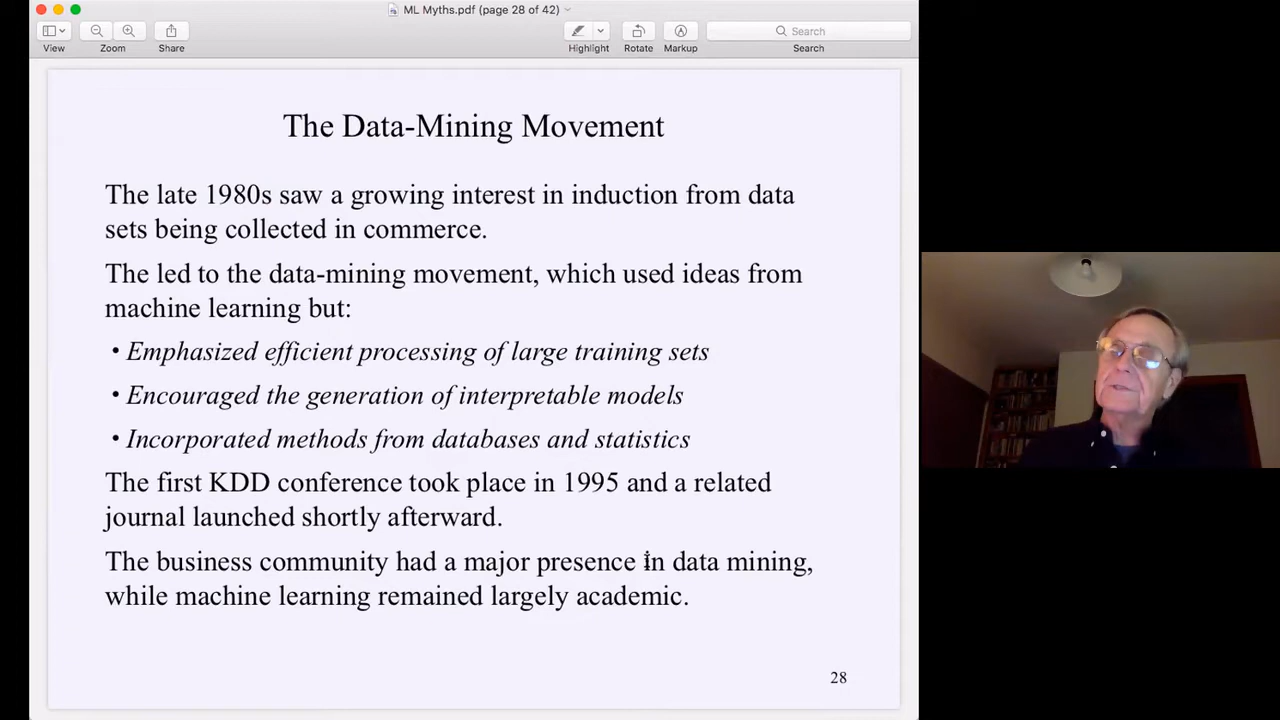 ML Myths.pdf (page 28 of 42)
View
Zoom
Share
Highlight
Rotate
Markup
Search
Search
The Data-Mining Movement
The late 1980s saw a growing interest in induction from data
sets being collected in commerce.
The led to the data-mining movement, which used ideas from
machine learning but:
• Emphasized efficient processing of large training sets
• Encouraged the generation of interpretable models
• Incorporated methods from databases and statistics
The first KDD conference took place in 1995 and a related
journal launched shortly afterward.
The business community had a major presence in data mining,
while machine learning remained largely academic.
28